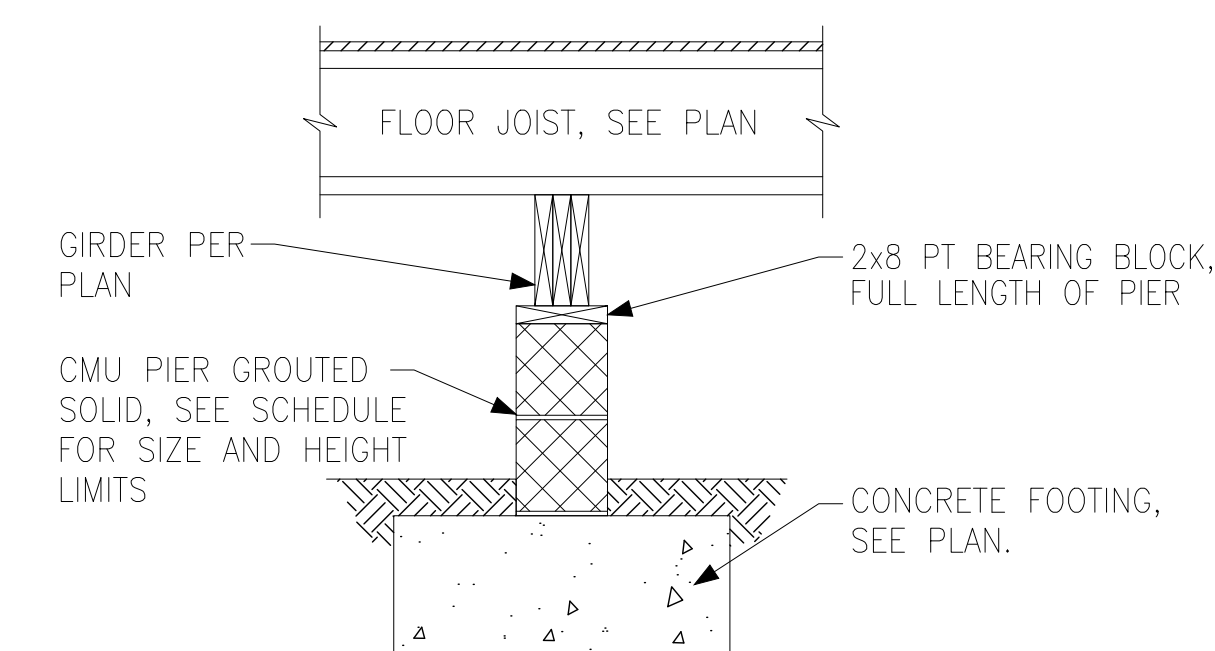 FLOOR JOIST, SEE PLAN
GIRDER PER
PLAN
2x8 PT BEARING BLOCK,
FULL LENGTH OF PIER
CMU PIER GROUTED
SOLID, SEE SCHEDULE
FOR SIZE AND HEIGHT
LIMITS
CONCRETE FOOTING,
SEE PLAN.